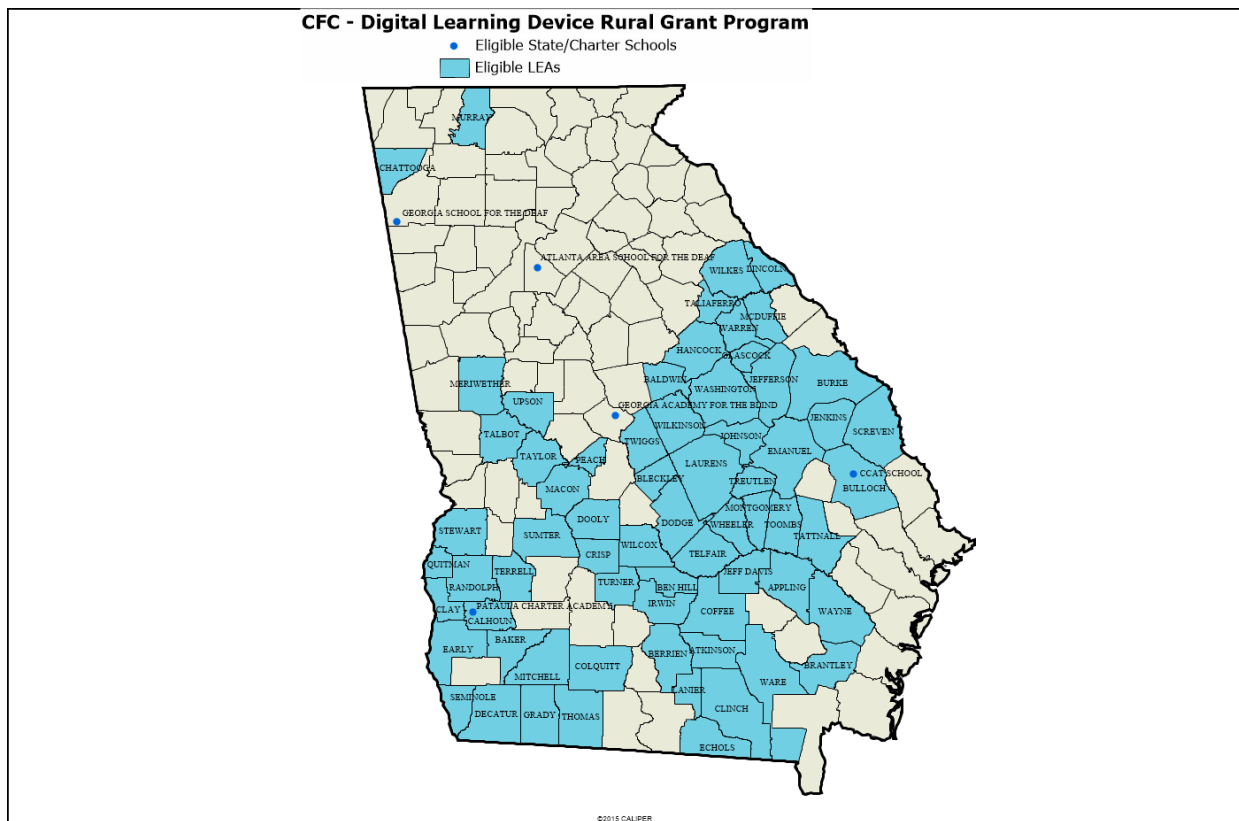 CFC - Digital Learning Device Rural Grant Program
Eligible State/Charter Schools
Eligible LEAs
MURRAY
CHATTOOGA
GEORGIA SCHOOL FOR THE DEAF
ATLANTA AREA SCHOOL FOR THE DEAF
WILKES
LINCOLN
TALIAFERRO
MCDUFFIE
WARREN
HANCOCK
GLASCOCK
BALDWIN
JEFFERSON
BURKE
MERIWETHER
WASHINGTON
UPSON
GEORGIA ACADEMY FOR THE BLIND
JENKINS
WILKINSON
SCREVEN
TALBOT
TWIGGS
JOHNSON
EMANUEL
TAYLOR
PEACH
LAURENS
CCAT SCHOOL
BLECKLEY
TREUTLEN
BULLOCH
MACON
MONTGOMERY
DOOLY
DODGE
WHEELER
TOOMBS
STEWART
SUMTER
TATTNALL
WILCOX
CRISP
TELFAIR
QUITMAN
TERRELL
JEFF DAVIS
RANDOLPH
TURNER
BEN HILL
APPLING
IRWIN
CLAY
PATAULA CHARTER ACADEMY
COFFEE
WAYNE
CALHOUN
BAKER
EARLY
BERRIEN
ATKINSON
COLQUITT
BRANTLEY
MITCHELL
WARE
LANIER
SEMINOLE
CLINCH
DECATUR
GRADY
THOMAS
ECHOLS
©2015 CALIPER